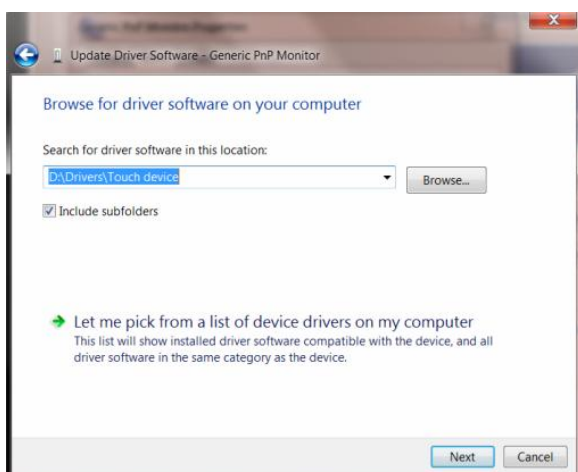 Update Driver Software - Generic PnP Monitor
Browse for driver software on your computer
Search for driver software in this location:
D:\Drivers\Touch device
Browse...
Include subfolders
Let me pick from a list of device drivers on my computer
This list will show installed driver software compatible with the device, and all
driver software in the same category as the device.
Next
Cancel